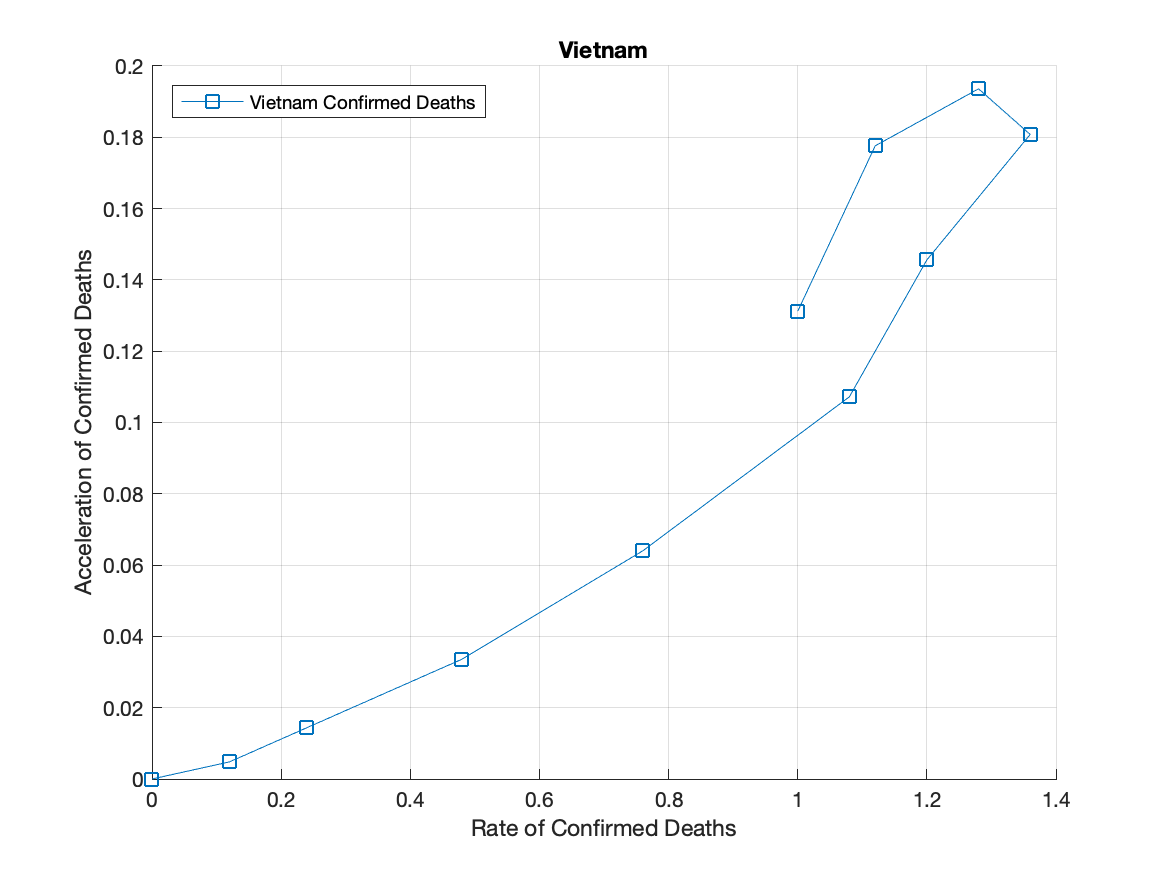 Vietnam
Vietnam Confirmed Deaths
0.2
0.18
0.16
0.14
0.12
0.1
0.08
0.06
0.04
0.02
0
Acceleration of Confirmed Deaths
0 0.2 0.4 0.6 0.8 1 1.2 1.4
Rate of Confirmed Deaths